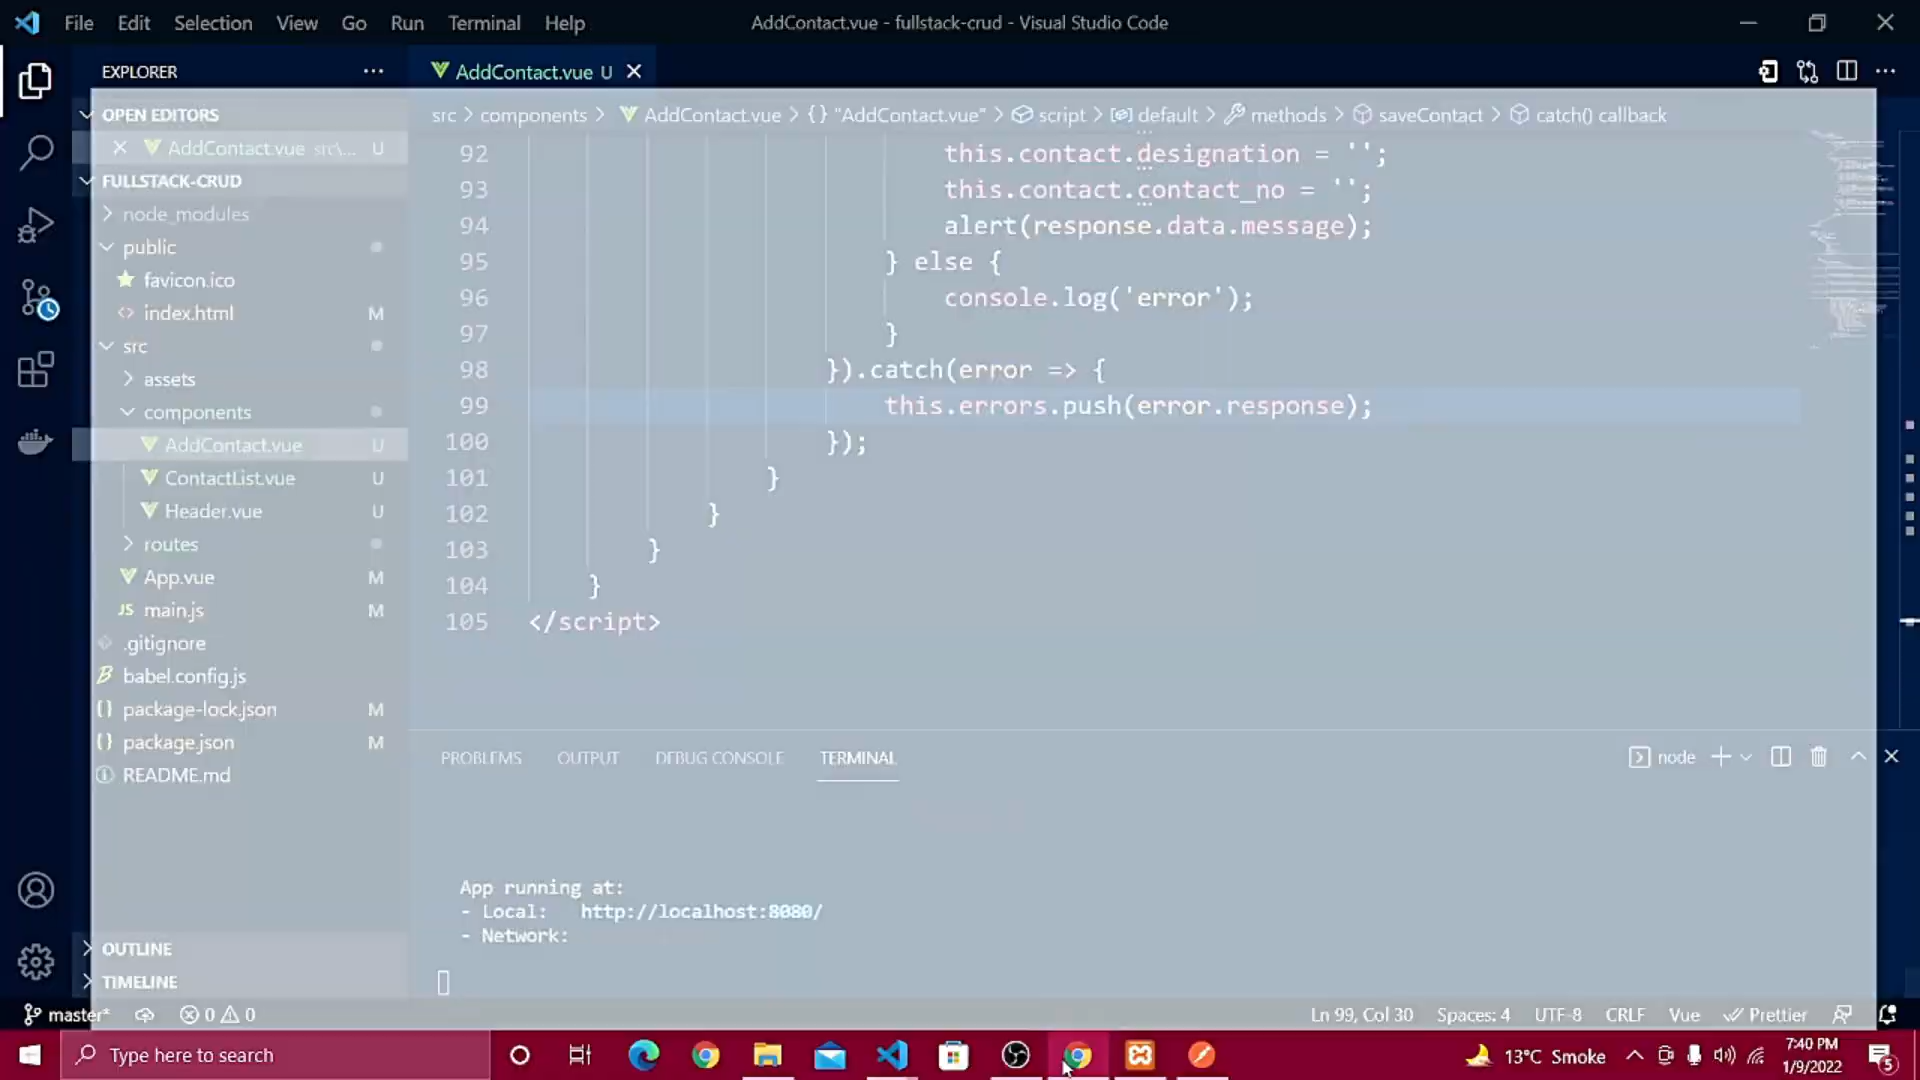 File Edit Selection View Go Run Terminal Help
AddContact.vue - fullstack-crud - Visual Studio Code
EXPLORER
AddContact.vue U
OPEN EDITORS
AddContact.vue src\... U
FULLSTACK-CRUD
node_modules
public
favicon.ico
index.html M
src
assets
components
AddContact.vue U
ContactList.vue U
Header.vue U
routes
App.vue M
main.js M
.gitignore
babel.config.js
package-lock.json M
package.json M
README.md
OUTLINE
TIMELINE
src > components > AddContact.vue > {} "AddContact.vue" > script > default > methods > saveContact > catch() callback
92 this.contact.designation = '';
93 this.contact.contact_no = '';
94 alert(response.data.message);
95 } else {
96 console.log('error');
97 }
98 }).catch(error => {
99 this.errors.push(error.response);
100 });
101 }
102 }
103 }
104 }
105 </script>
PROBLEMS OUTPUT DEBUG CONSOLE TERMINAL
node
App running at:
- Local: http://localhost:8080/
- Network:
master* 0 0
Ln 99, Col 30 Spaces: 4 UTF-8 CRLF Vue Prettier
Type here to search
13°C Smoke
7:40 PM
1/9/2022
5